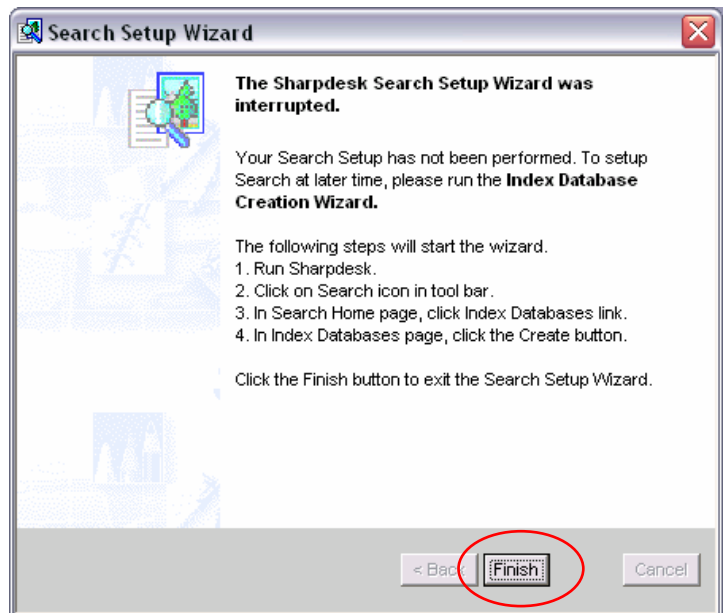 Search Setup Wizard
The Sharpdesk Search Setup Wizard was
interrupted.
Your Search Setup has not been performed. To setup
Search at later time, please run the Index Database
Creation Wizard.
The following steps will start the wizard.
1. Run Sharpdesk.
2. Click on Search icon in tool bar.
3. In Search Home page, click Index Databases link.
4. In Index Databases page, click the Create button.
Click the Finish button to exit the Search Setup Wizard.
< Back Finish Cancel